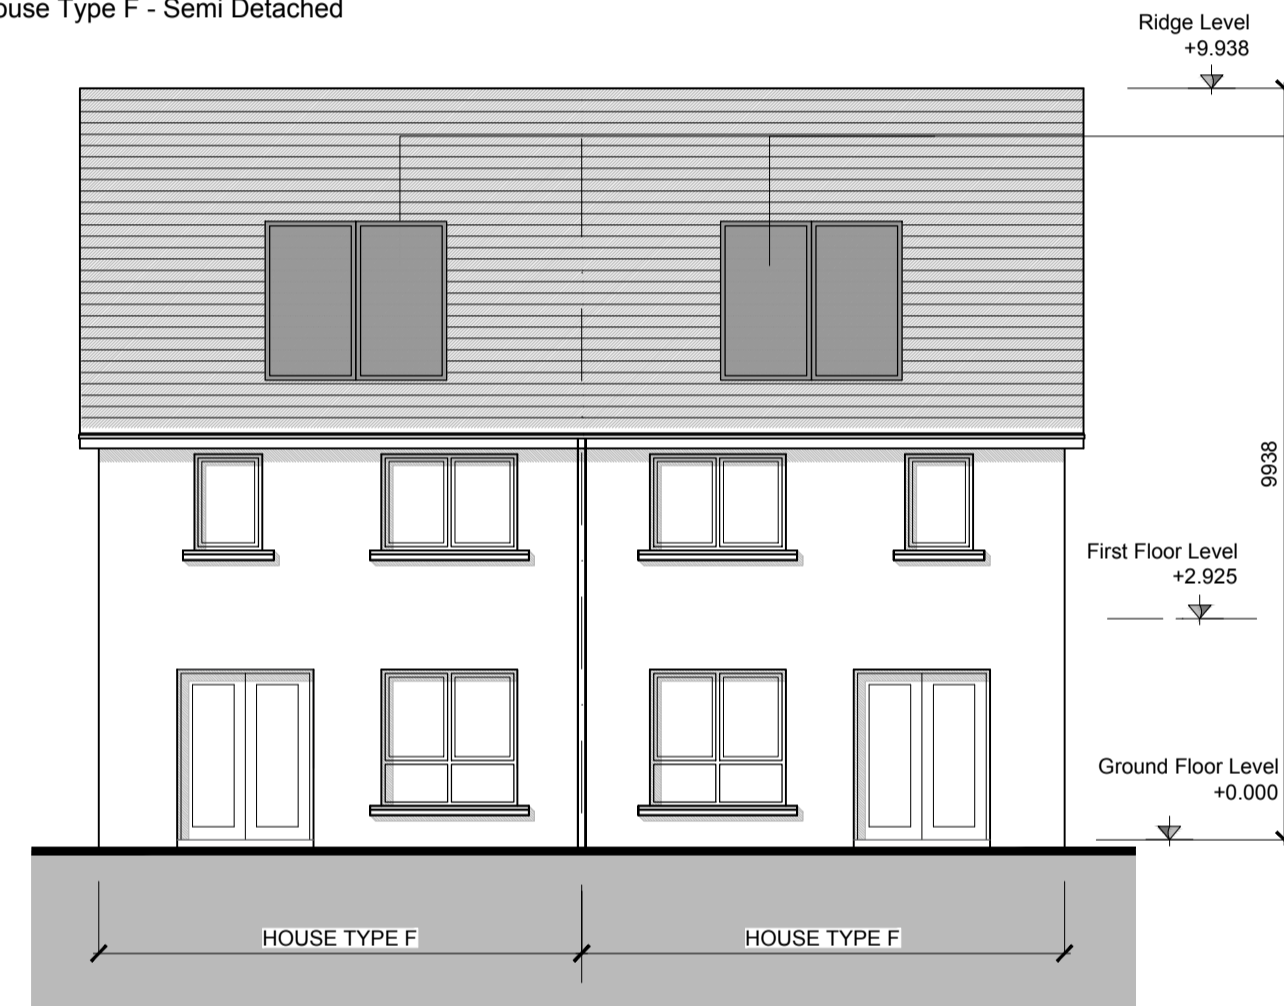 House Type F - Semi Detached
Ridge Level
+9.938
9938
First Floor Level
+2.925
Ground Floor Level
+0.000
HOUSE TYPE F
HOUSE TYPE F